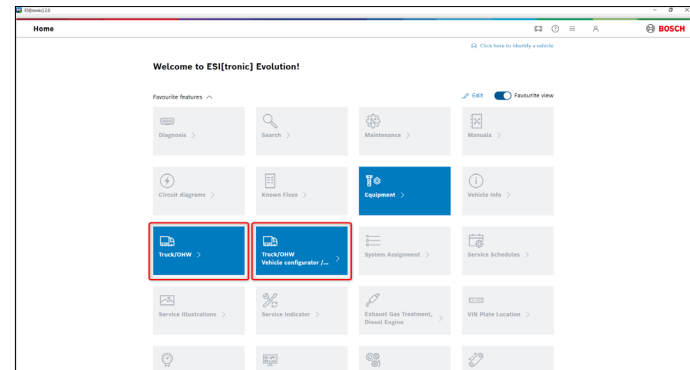 ESI[tronic] 2.0
Home
BOSCH
Click here to identify a vehicle
Welcome to ESI[tronic] Evolution!
Favourite features
Edit
Favourite view
Diagnosis >
Search >
Maintenance >
Manuals >
Circuit diagrams >
Known Fixes >
Equipment >
Vehicle Info >
Truck/OHW >
Truck/OHW
Vehicle configurator /... >
System Assignment >
Service Schedules >
Service Illustrations >
Service Indicator >
Exhaust Gas Treatment,
Diesel Engine >
VIN Plate Location >